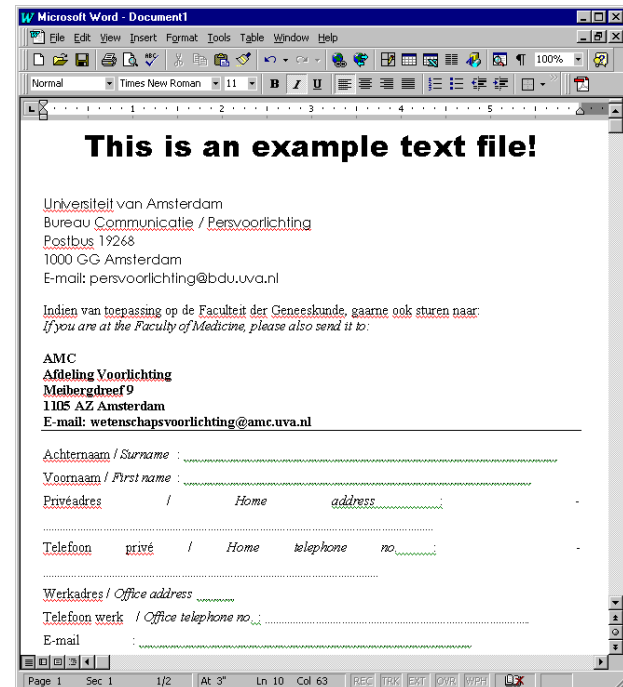 Microsoft Word - Document1
File Edit View Insert Format Tools Table Window Help
100%
Normal Times New Roman 11 B I U
1 2 3 4 5
This is an example text file!
Universiteit van Amsterdam
Bureau Communicatie / Persvoorlichting
Postbus 19268
1000 GG Amsterdam
E-mail: persvoorlichting@bdu.uva.nl
Indien van toepassing op de Faculteit der Geneeskunde, gaarne ook sturen naar:
If you are at the Faculty of Medicine, please also send it to:
AMC
Afdeling Voorlichting
Meibergdreef 9
1105 AZ Amsterdam
E-mail: wetenschapsvoorlichting@amc.uva.nl
Achternaam / Surname :
Voornaam / First name :
Privéadres / Home address : -
Telefoon privé / Home telephone no. : -
Werkadres / Office address
Telefoon werk / Office telephone no. :
E-mail :
Page 1 Sec 1 1/2 At 3" Ln 10 Col 63 REC TRK EXT OVR WPH